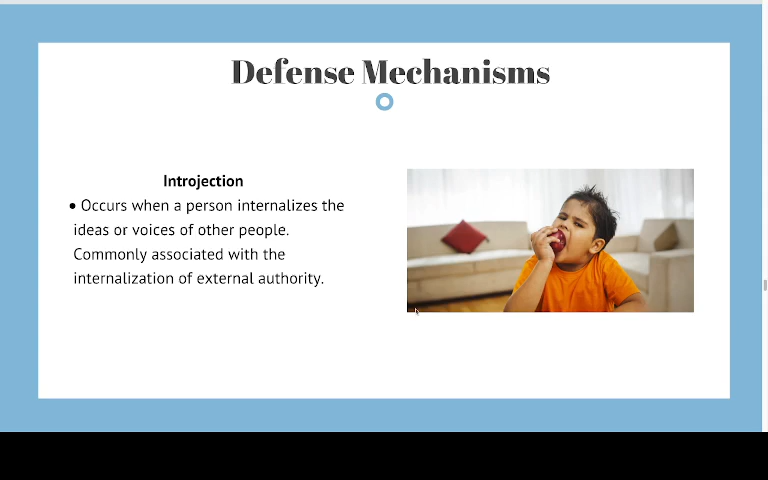 Defense Mechanisms
Introjection
• Occurs when a person internalizes the
ideas or voices of other people.
Commonly associated with the
internalization of external authority.